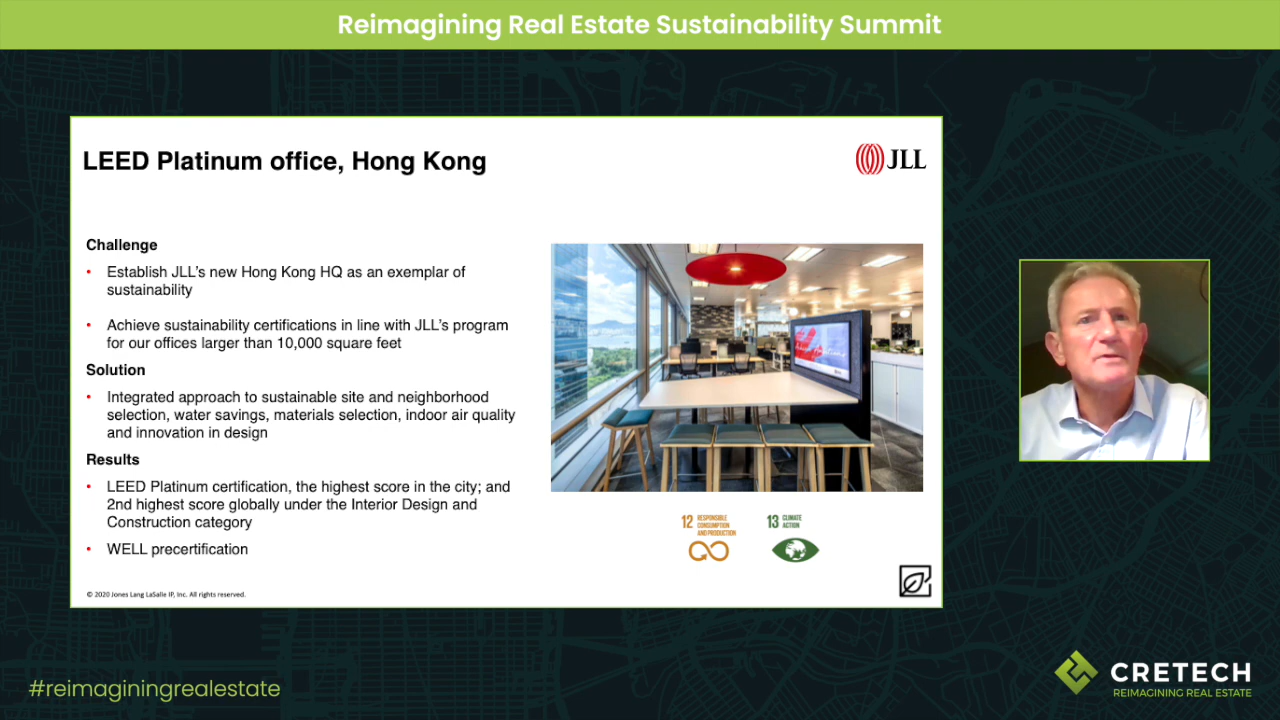 Reimagining Real Estate Sustainability Summit
LEED Platinum office, Hong Kong
JLL
Challenge
• Establish JLL's new Hong Kong HQ as an exemplar of
sustainability
• Achieve sustainability certifications in line with JLL's program
for our offices larger than 10,000 square feet
Solution
• Integrated approach to sustainable site and neighborhood
selection, water savings, materials selection, indoor air quality
and innovation in design
Results
• LEED Platinum certification, the highest score in the city; and
2nd highest score globally under the Interior Design and
Construction category
• WELL precertification
12 RESPONSIBLE
CONSUMPTION
AND PRODUCTION
13 CLIMATE
ACTION
© 2020 Jones Lang LaSalle IP, Inc. All rights reserved.
#reimaginingrealestate
CRETECH
REIMAGINING REAL ESTATE